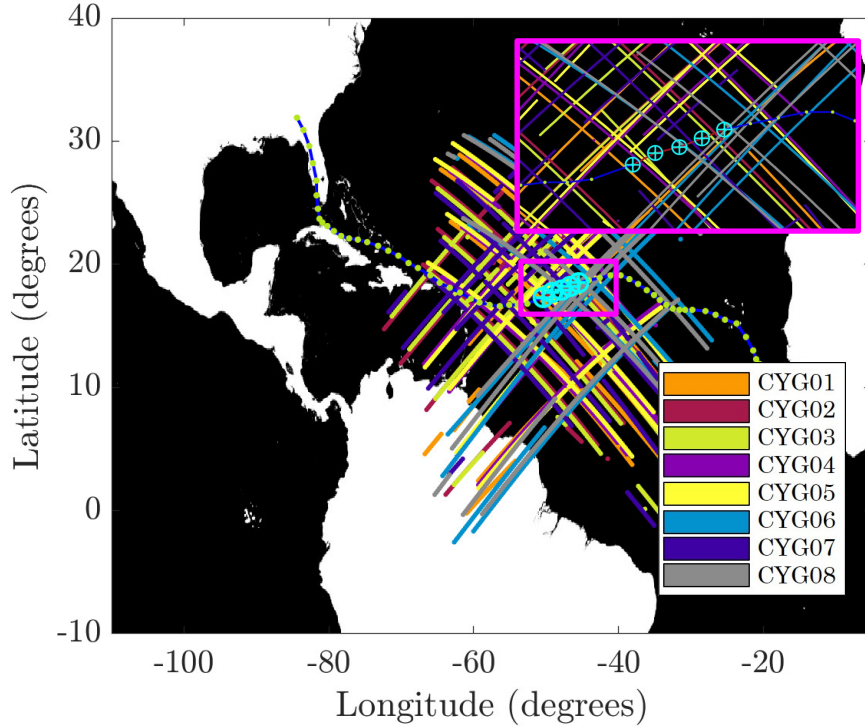 40
30
20
10
0
-10
-100
-80
-60
-40
-20
Latitude (degrees)
Longitude (degrees)
CYG01
CYG02
CYG03
CYG04
CYG05
CYG06
CYG07
CYG08